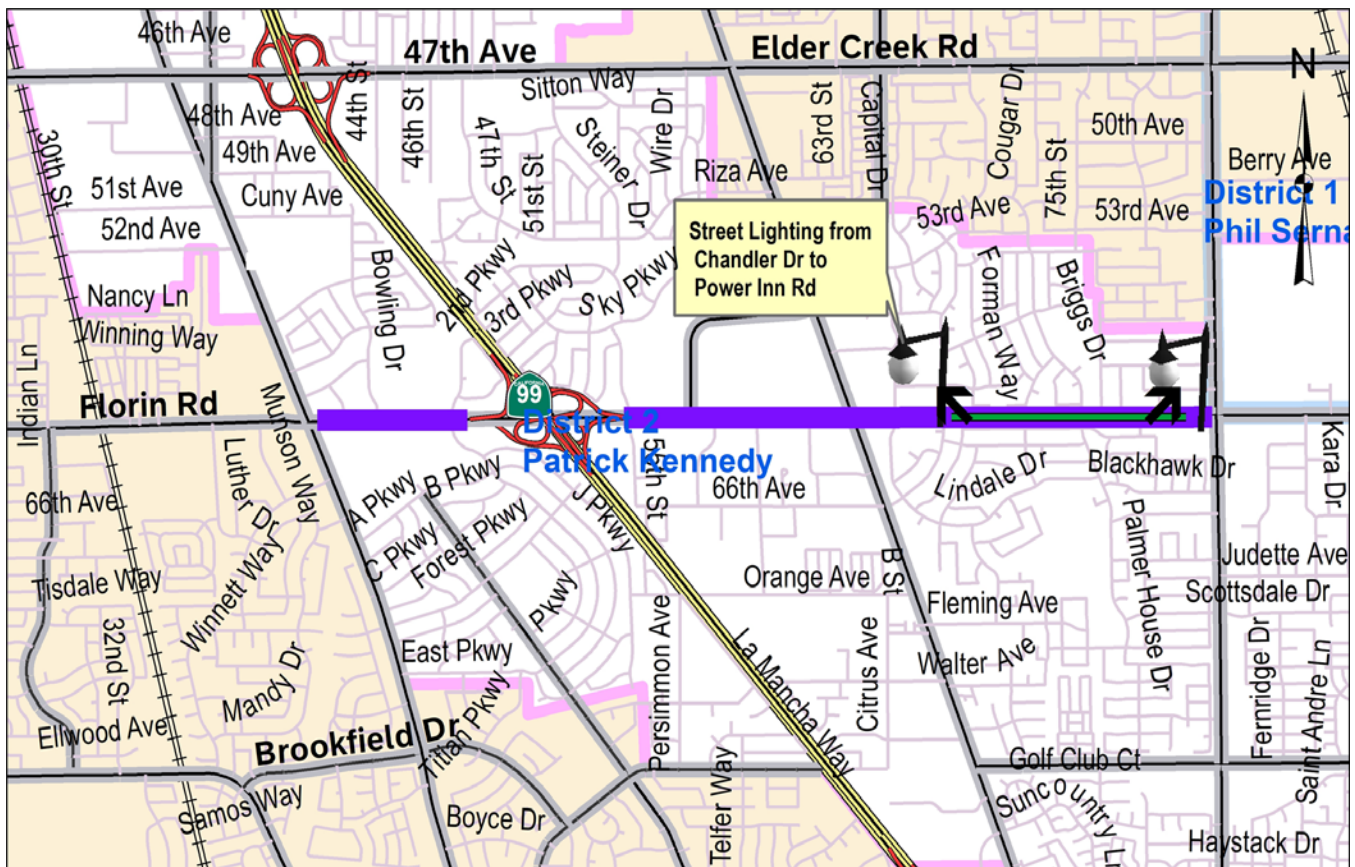 46th Ave
47th Ave
Elder Creek Rd
N
Sitton Way
44th St
46th St
48th Ave
49th Ave
47th St
51st St
Steiner Dr
Wire Dr
63rd St
Capital Dr
Cougar Dr
50th Ave
30th St
51st Ave
Cuny Ave
Riza Ave
75th St
Berry Ave
52nd Ave
53rd Ave
53rd Ave
District 1
Phil Serna
Street Lighting from
Chandler Dr to
Power Inn Rd
Bowling Dr
2nd Pkwy
3rd Pkwy
Sky Pkwy
Forman Way
Briggs Dr
Nancy Ln
Winning Way
Indian Ln
Florin Rd
Munson Way
CALIFORNIA
99
District 2
Patrick Kennedy
55th St
Luther Dr
A Pkwy
B Pkwy
J Pkwy
66th Ave
Lindale Dr
Blackhawk Dr
Kara Dr
66th Ave
C Pkwy
Forest Pkwy
Palmer House Dr
Judette Ave
Tisdale Way
Winnett Way
Pkwy
Orange Ave
B St
Fleming Ave
Scottsdale Dr
32nd St
Mandy Dr
East Pkwy
Persimmon Ave
La Mancha Way
Citrus Ave
Walter Ave
Fernridge Dr
Saint Andre Ln
Ellwood Ave
Brookfield Dr
Titan Pkwy
Golf Club Ct
Samos Way
Boyce Dr
Telfer Way
Suncountry Ln
Haystack Dr